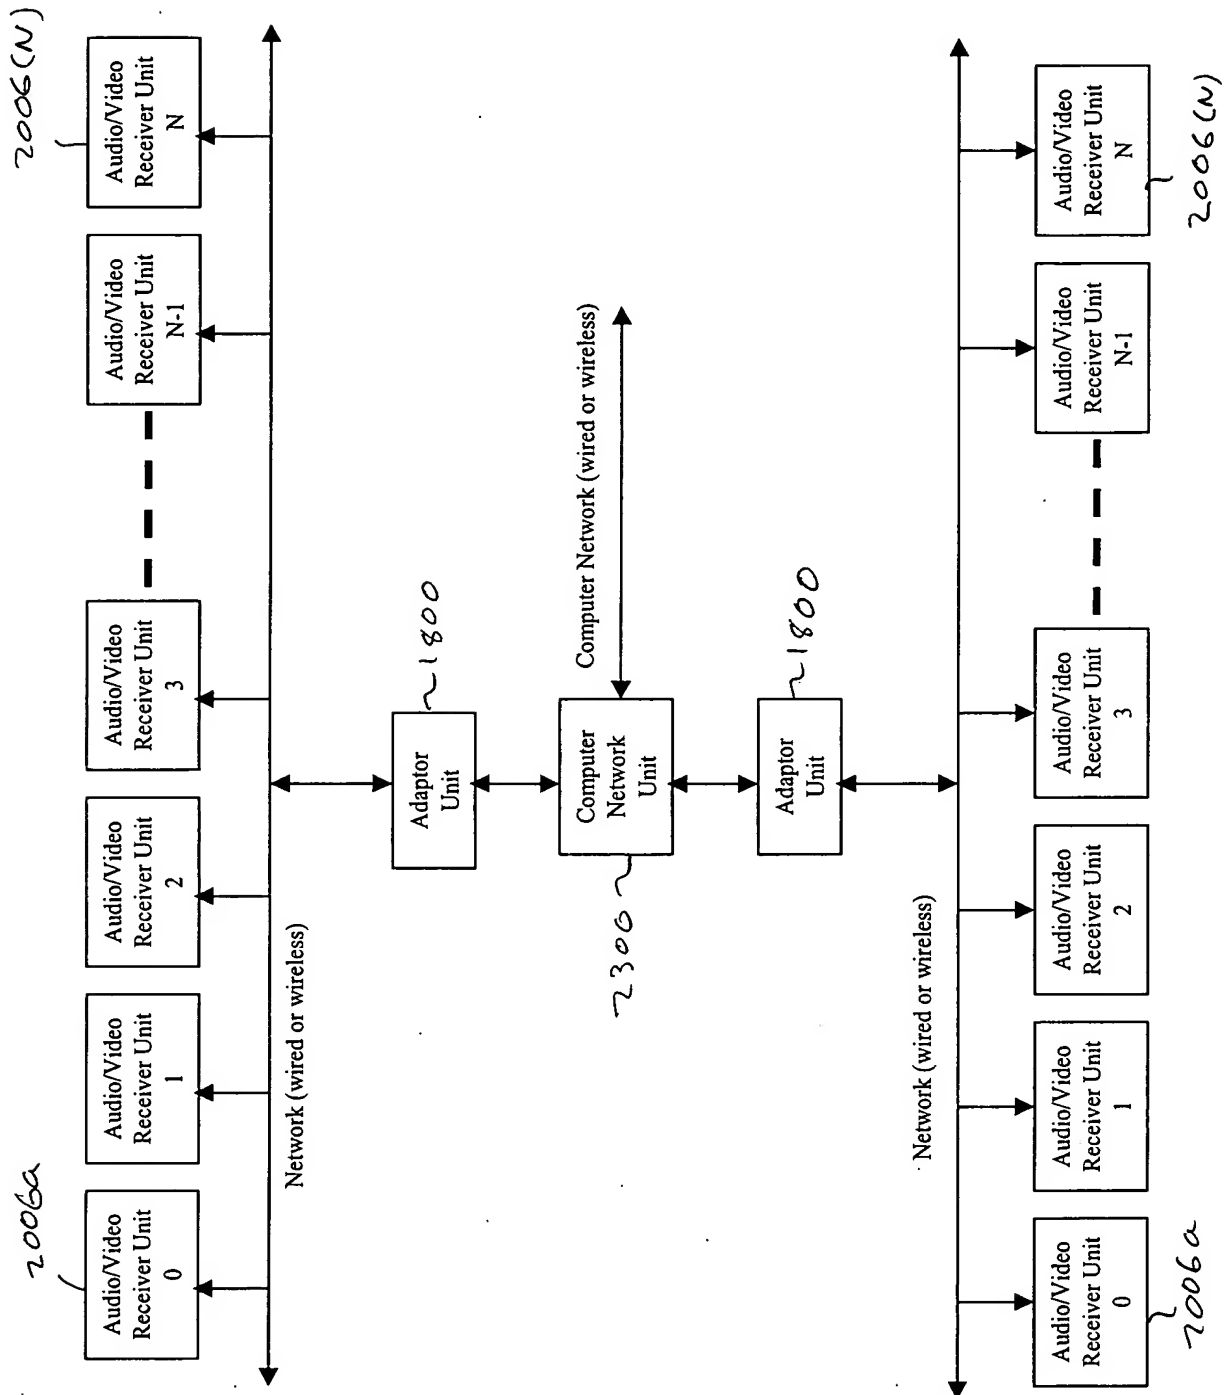 2006a
2006(N)
Audio/Video
Receiver Unit
0
Audio/Video
Receiver Unit
1
Audio/Video
Receiver Unit
2
Audio/Video
Receiver Unit
3
Audio/Video
Receiver Unit
N-1
Audio/Video
Receiver Unit
N
Network (wired or wireless)
Adaptor
Unit
1800
Computer Network (wired or wireless)
2300
Computer
Network
Unit
Adaptor
Unit
1800
Network (wired or wireless)
Audio/Video
Receiver Unit
0
Audio/Video
Receiver Unit
1
Audio/Video
Receiver Unit
2
Audio/Video
Receiver Unit
3
Audio/Video
Receiver Unit
N-1
Audio/Video
Receiver Unit
N
2006a
2006(N)